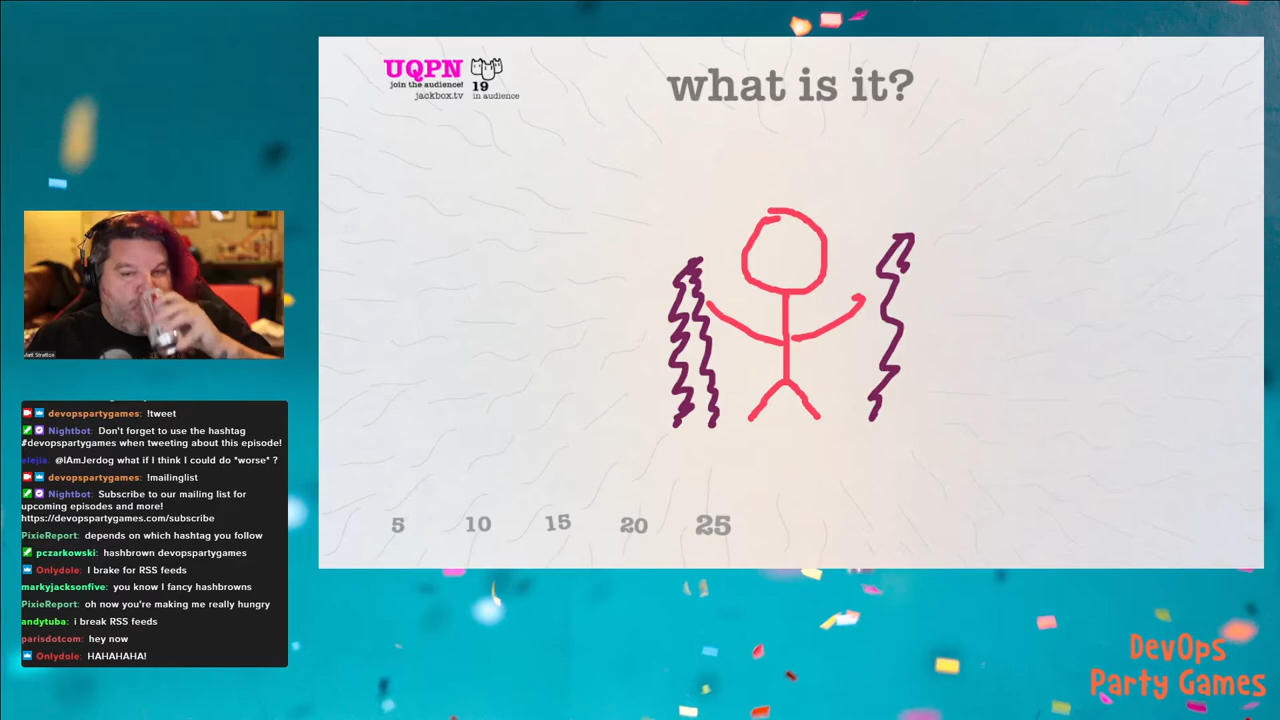 UQPN
join the audience!
jackbox.tv
19
in audience
what is it?
5 10 15 20 25
Matt Stratton
devopspartygames: !tweet
Nightbot: Don't forget to use the hashtag
#devopspartygames when tweeting about this episode!
elejia: @IAmJerdog what if I think I could do *worse* ?
devopspartygames: !mailinglist
Nightbot: Subscribe to our mailing list for
upcoming episodes and more!
https://devopspartygames.com/subscribe
PixieReport: depends on which hashtag you follow
pczarkowski: hashbrown devopspartygames
Onlydole: I brake for RSS feeds
markyjacksonfive: you know I fancy hashbrowns
PixieReport: oh now you're making me really hungry
andytuba: i break RSS feeds
parisdotcom: hey now
Onlydole: HAHAHAHA!
DevOps
Party Games